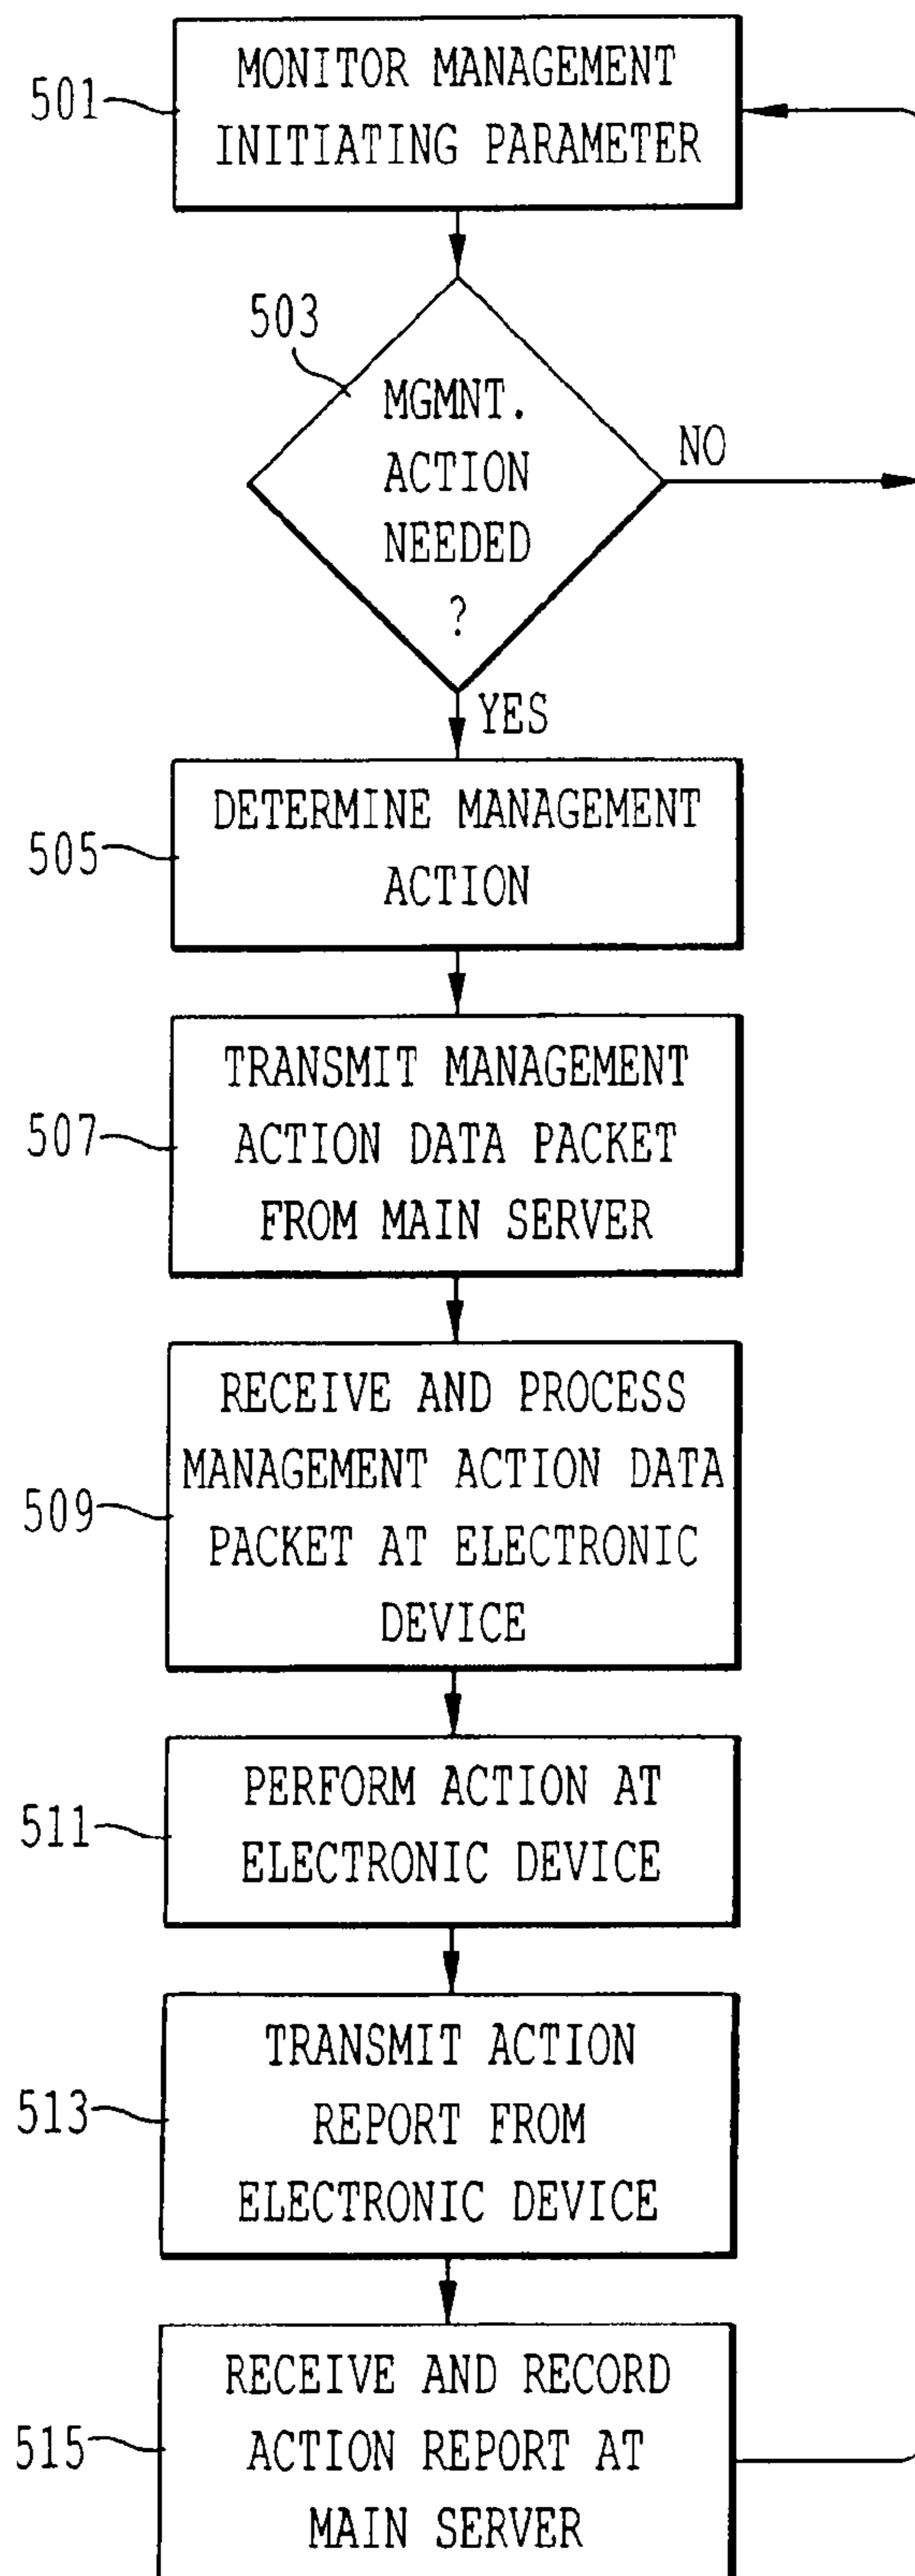 501
MONITOR MANAGEMENT
INITIATING PARAMETER
503
MGMNT.
ACTION
NEEDED
?
NO
YES
505
DETERMINE MANAGEMENT
ACTION
507
TRANSMIT MANAGEMENT
ACTION DATA PACKET
FROM MAIN SERVER
509
RECEIVE AND PROCESS
MANAGEMENT ACTION DATA
PACKET AT ELECTRONIC
DEVICE
511
PERFORM ACTION AT
ELECTRONIC DEVICE
513
TRANSMIT ACTION
REPORT FROM
ELECTRONIC DEVICE
515
RECEIVE AND RECORD
ACTION REPORT AT
MAIN SERVER